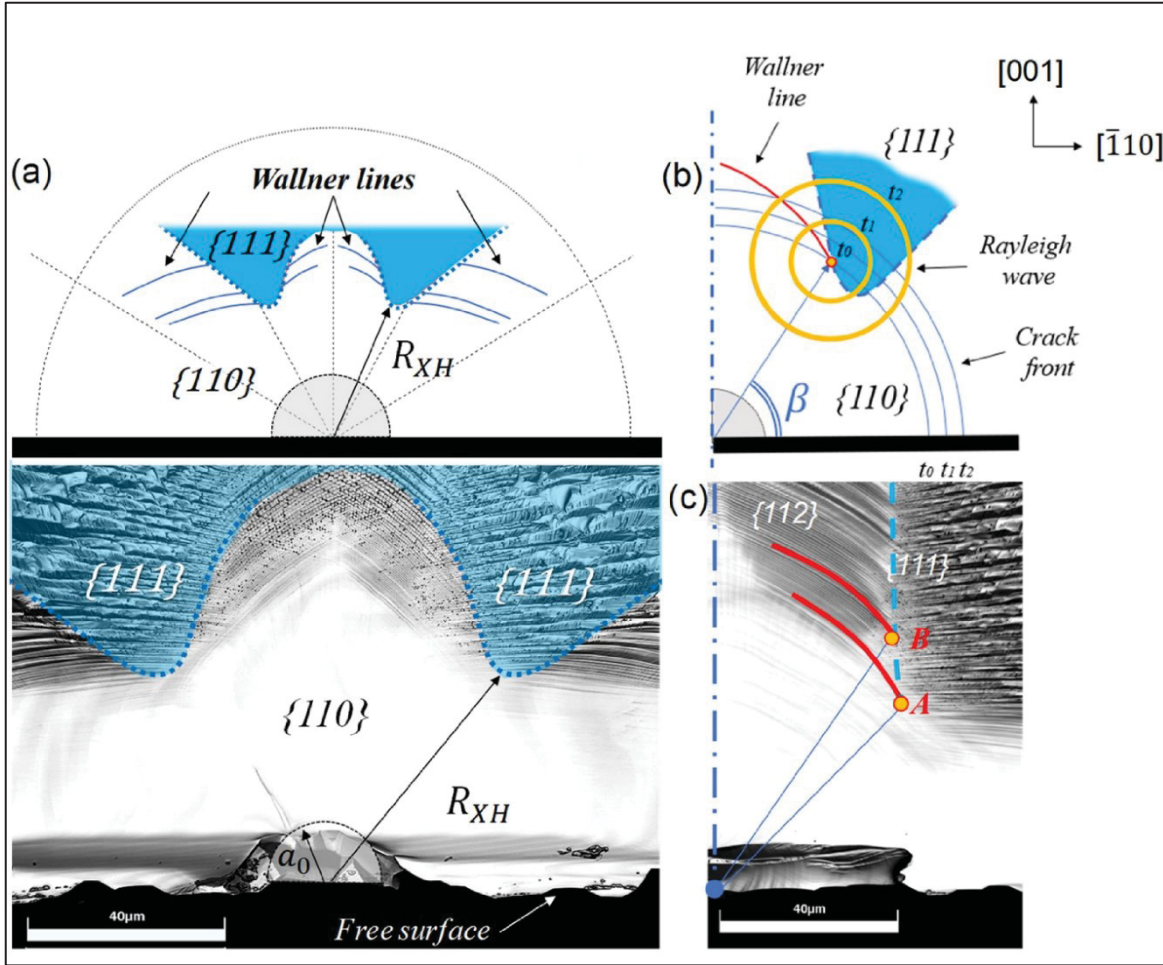 (a)
Wallner lines
{111}
R_XH
{110}
{111}
{111}
{110}
R_XH
a₀
40μm
Free surface
(b)
Wallner
line
[001]
[1̅10]
{111}
t₂
t₁
t₀
Rayleigh
wave
Crack
front
β
{110}
t₀ t₁ t₂
(c)
{112}
{111}
B
A
40μm